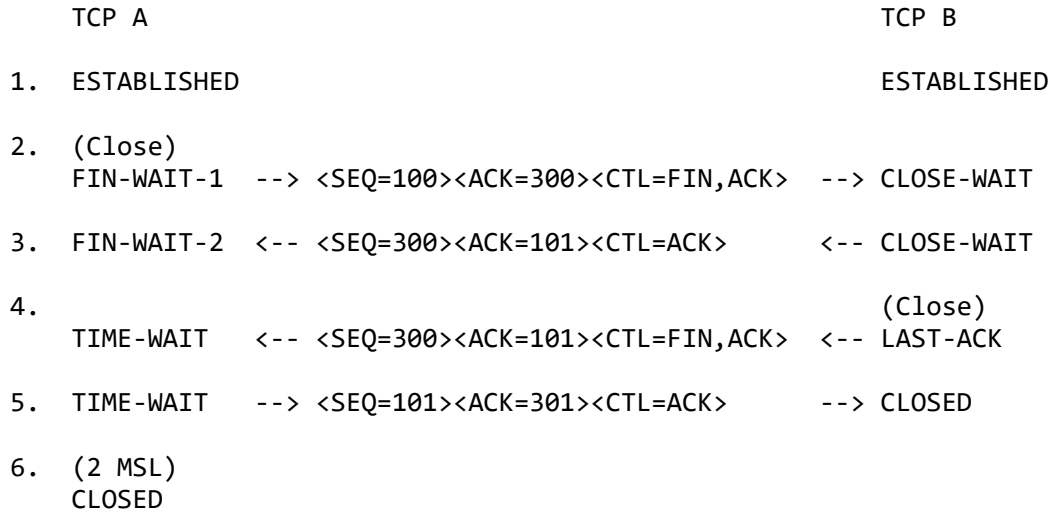 TCP A                                                TCP B
1.  ESTABLISHED                                          ESTABLISHED
2.  (Close)
    FIN-WAIT-1  --> <SEQ=100><ACK=300><CTL=FIN,ACK>  --> CLOSE-WAIT
3.  FIN-WAIT-2  <-- <SEQ=300><ACK=101><CTL=ACK>      <-- CLOSE-WAIT
4.                                                       (Close)
    TIME-WAIT   <-- <SEQ=300><ACK=101><CTL=FIN,ACK>  <-- LAST-ACK
5.  TIME-WAIT   --> <SEQ=101><ACK=301><CTL=ACK>      --> CLOSED
6.  (2 MSL)
    CLOSED